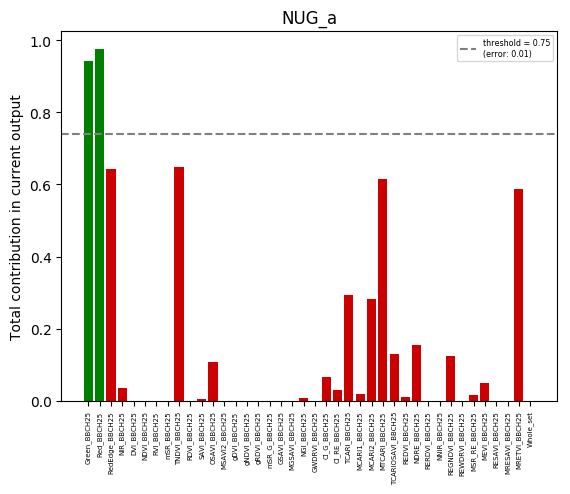 NUG_a
threshold = 0.75
(error: 0.01)
Total contribution in current output
1.0
0.8
0.6
0.4
0.2
0.0
Green_BBCH25
Red_BBCH25
RedEdge_BBCH25
NIR_BBCH25
DVI_BBCH25
NDVI_BBCH25
RVI_BBCH25
mSR_BBCH25
TNDVI_BBCH25
RDVI_BBCH25
SAVI_BBCH25
OSAVI_BBCH25
MSAVI2_BBCH25
gDVI_BBCH25
gNDVI_BBCH25
gRDVI_BBCH25
mSR_G_BBCH25
GSAVI_BBCH25
MGSAVI_BBCH25
NGI_BBCH25
GWDRVI_BBCH25
CI_G_BBCH25
CI_RE_BBCH25
TCARI_BBCH25
MCARI1_BBCH25
MCARI2_BBCH25
MTCARI_BBCH25
TCARIOSAVI_BBCH25
REDVI_BBCH25
NDRE_BBCH25
RERDVI_BBCH25
NNIR_BBCH25
REGNDVI_BBCH25
REWDRVI_BBCH25
MSR_RE_BBCH25
MEVI_BBCH25
RESAVI_BBCH25
MRESAVI_BBCH25
MRETVI_BBCH25
Whole_set